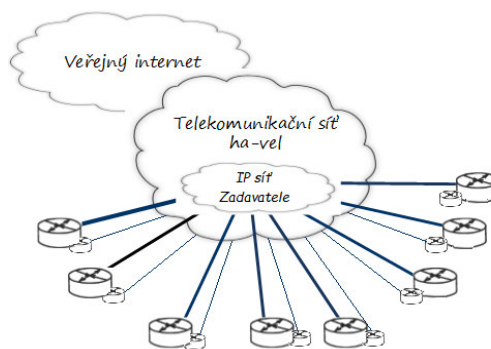 Veřejný internet
Telekomunikační síť
ha-vel
IP síť
Zadavatele